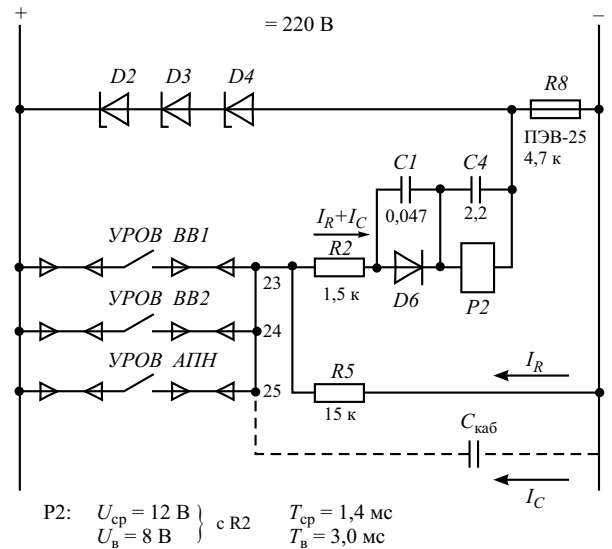 + = 220 В –
D2 D3 D4 R8
ПЭВ-25
4,7 к
C1 C4
0,047 2,2
I_R+I_C
УРОВ ВВ1 R2
23
1,5 к D6 P2
УРОВ ВВ2
24
УРОВ АПН R5 I_R
25
15 к
C_каб
I_C
P2: U_ср = 12 В } с R2 T_ср = 1,4 мс
U_в = 8 В T_в = 3,0 мс